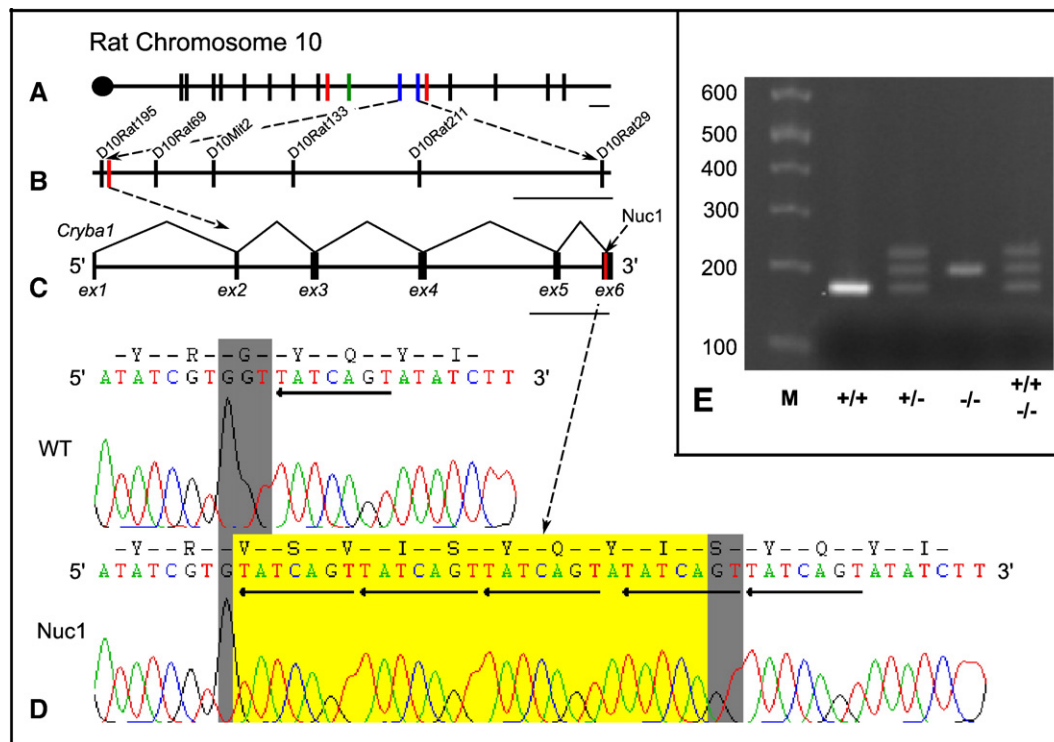 Rat Chromosome 10
A
D10Rat195 D10Rat69 D10Mit2 D10Rat133 D10Rat211 D10Rat29
B
Cryba1 Nuc1
5' 3'
C
ex1 ex2 ex3 ex4 ex5 ex6
-Y--R--G--Y--Q--Y--I-
5' ATATCGTGGTTATCAGTATATCTT 3'
WT
-Y--R--V--S--V--I--S--Y--Q--Y--I--S--Y--Q--Y--I-
5' ATATCGTGTATCAGTTATCAGTTATCAGTATATCAGTTATCAGTATATCTT 3'
Nuc1
D
600
500
400
300
200
100
E M +/+ +/- -/- +/+
-/-